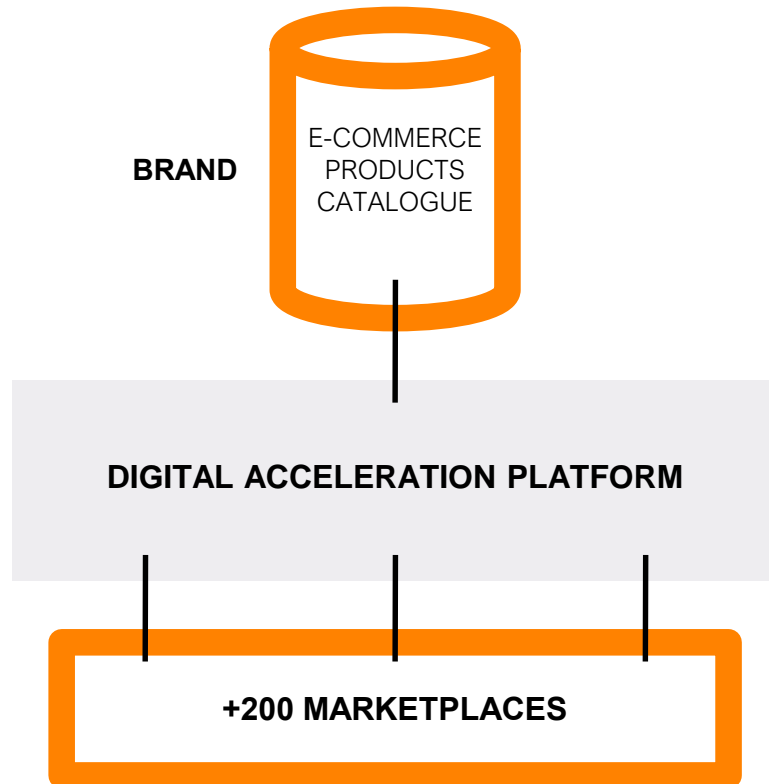 BRAND
E-COMMERCE
PRODUCTS
CATALOGUE
DIGITAL ACCELERATION PLATFORM
+200 MARKETPLACES